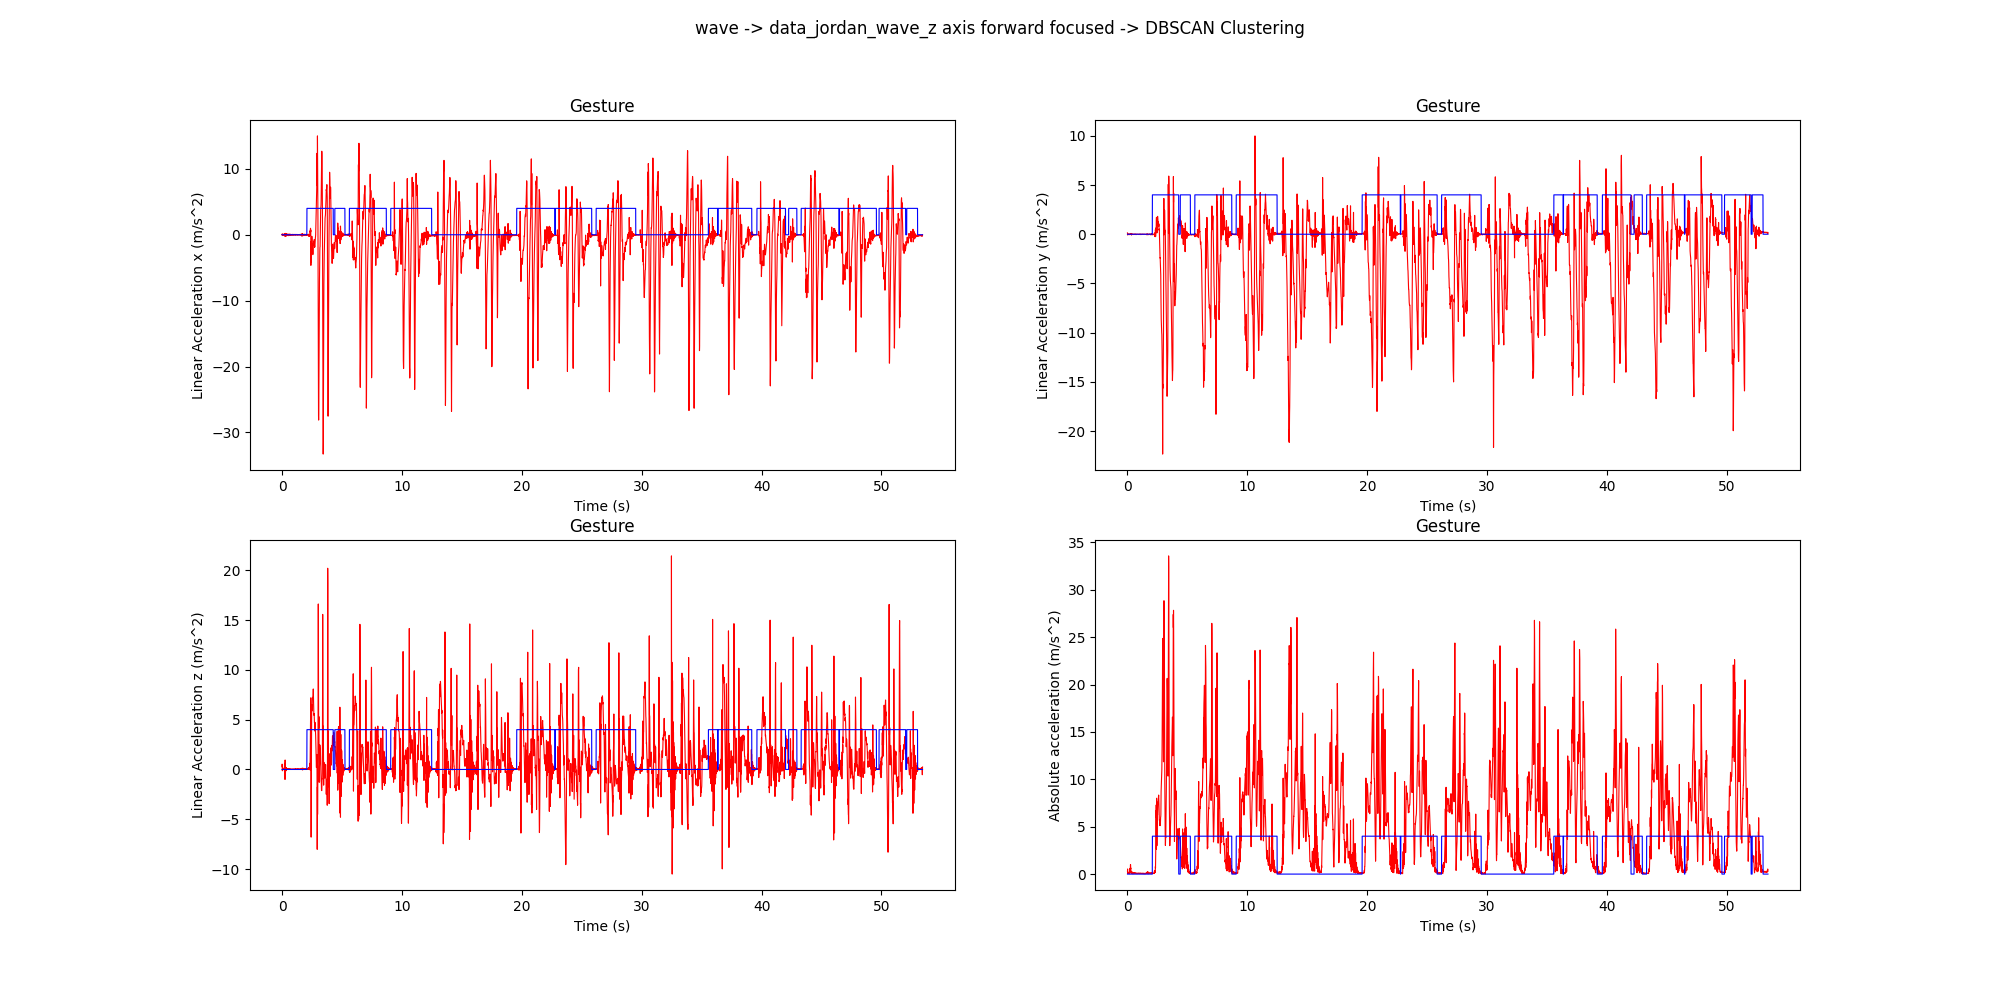 wave -> data_jordan_wave_z axis forward focused -> DBSCAN Clustering
Gesture
Linear Acceleration x (m/s^2)
10
0
−10
−20
−30
0 10 20 30 40 50
Time (s)
Gesture
Linear Acceleration y (m/s^2)
10
5
0
−5
−10
−15
−20
0 10 20 30 40 50
Time (s)
Gesture
Linear Acceleration z (m/s^2)
20
15
10
5
0
−5
−10
0 10 20 30 40 50
Time (s)
Gesture
Absolute acceleration (m/s^2)
35
30
25
20
15
10
5
0
0 10 20 30 40 50
Time (s)